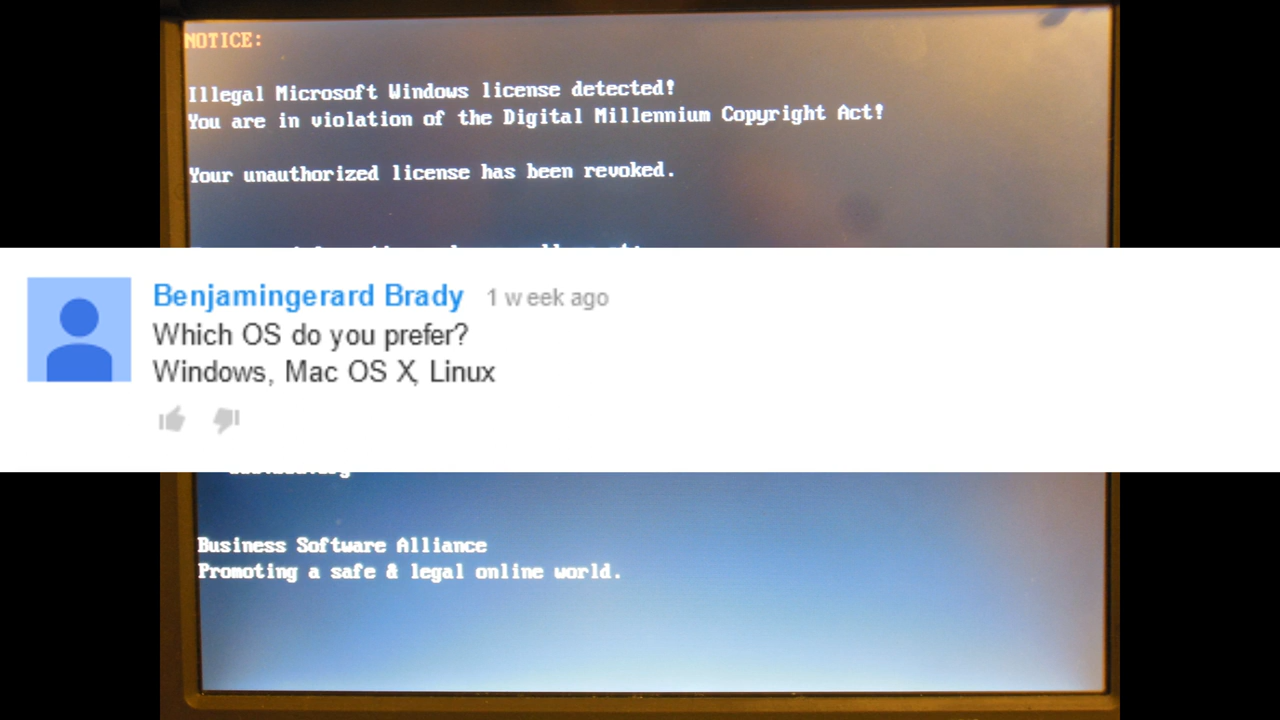 NOTICE:
Illegal Microsoft Windows license detected!
You are in violation of the Digital Millennium Copyright Act!
Your unauthorized license has been revoked.
Benjamingerard Brady 1 week ago
Which OS do you prefer?
Windows, Mac OS X, Linux
Business Software Alliance
Promoting a safe & legal online world.